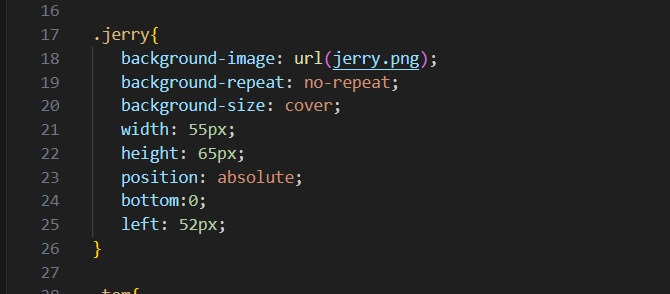 16
17 .jerry{
18 background-image: url(jerry.png);
19 background-repeat: no-repeat;
20 background-size: cover;
21 width: 55px;
22 height: 65px;
23 position: absolute;
24 bottom:0;
25 left: 52px;
26 }
27
28 .tom{